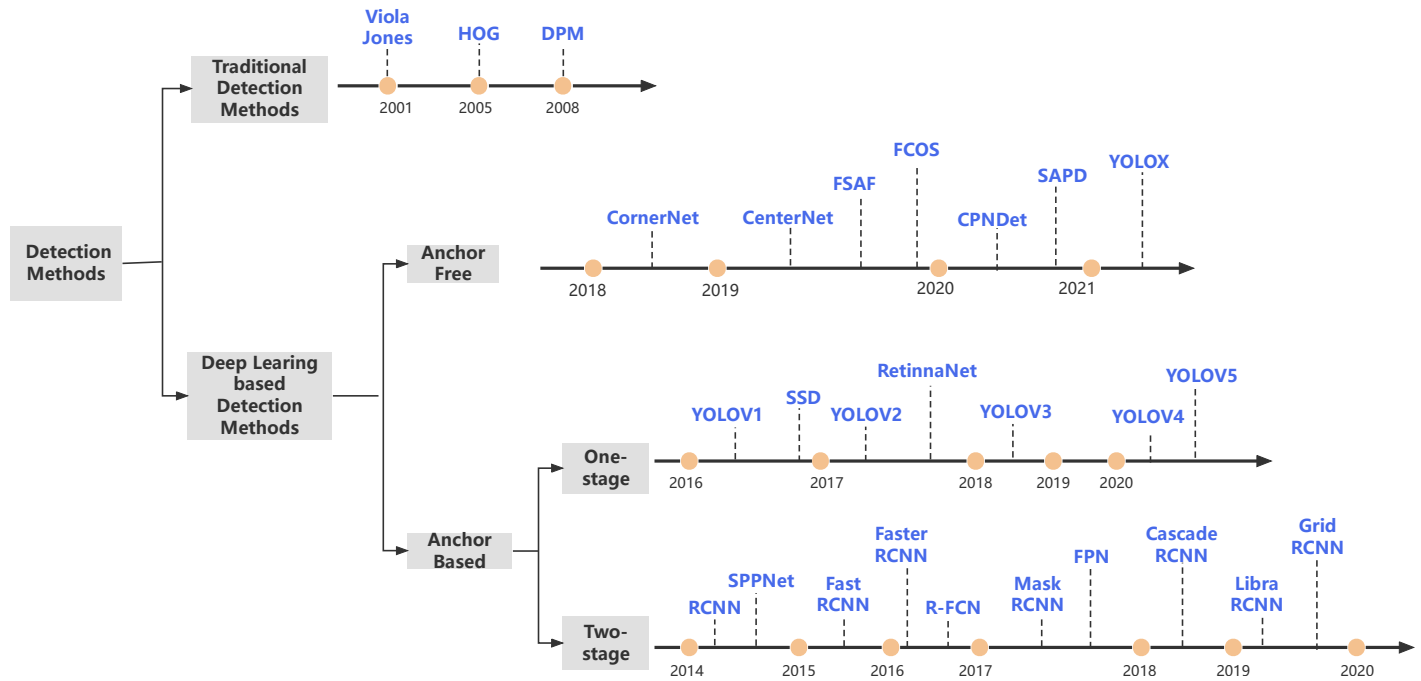 Viola
Jones
HOG
DPM
Traditional
Detection
Methods
2001
2005
2008
FCOS
YOLOX
FSAF
SAPD
CornerNet
CenterNet
CPNDet
Detection
Methods
Anchor
Free
2018
2019
2020
2021
Deep Learing
based
Detection
Methods
RetinnaNet
YOLOV5
SSD
YOLOV1
YOLOV2
YOLOV3
YOLOV4
One-
stage
2016
2017
2018
2019
2020
Anchor
Based
Faster
RCNN
Cascade
RCNN
Grid
RCNN
SPPNet
FPN
RCNN
Fast
RCNN
R-FCN
Mask
RCNN
Libra
RCNN
Two-
stage
2014
2015
2016
2017
2018
2019
2020